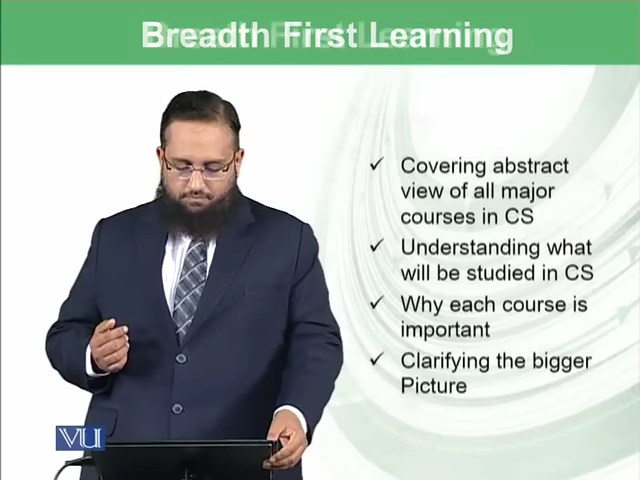 Breadth First Learning
✓ Covering abstract
view of all major
courses in CS
✓ Understanding what
will be studied in CS
✓ Why each course is
important
✓ Clarifying the bigger
Picture
VU